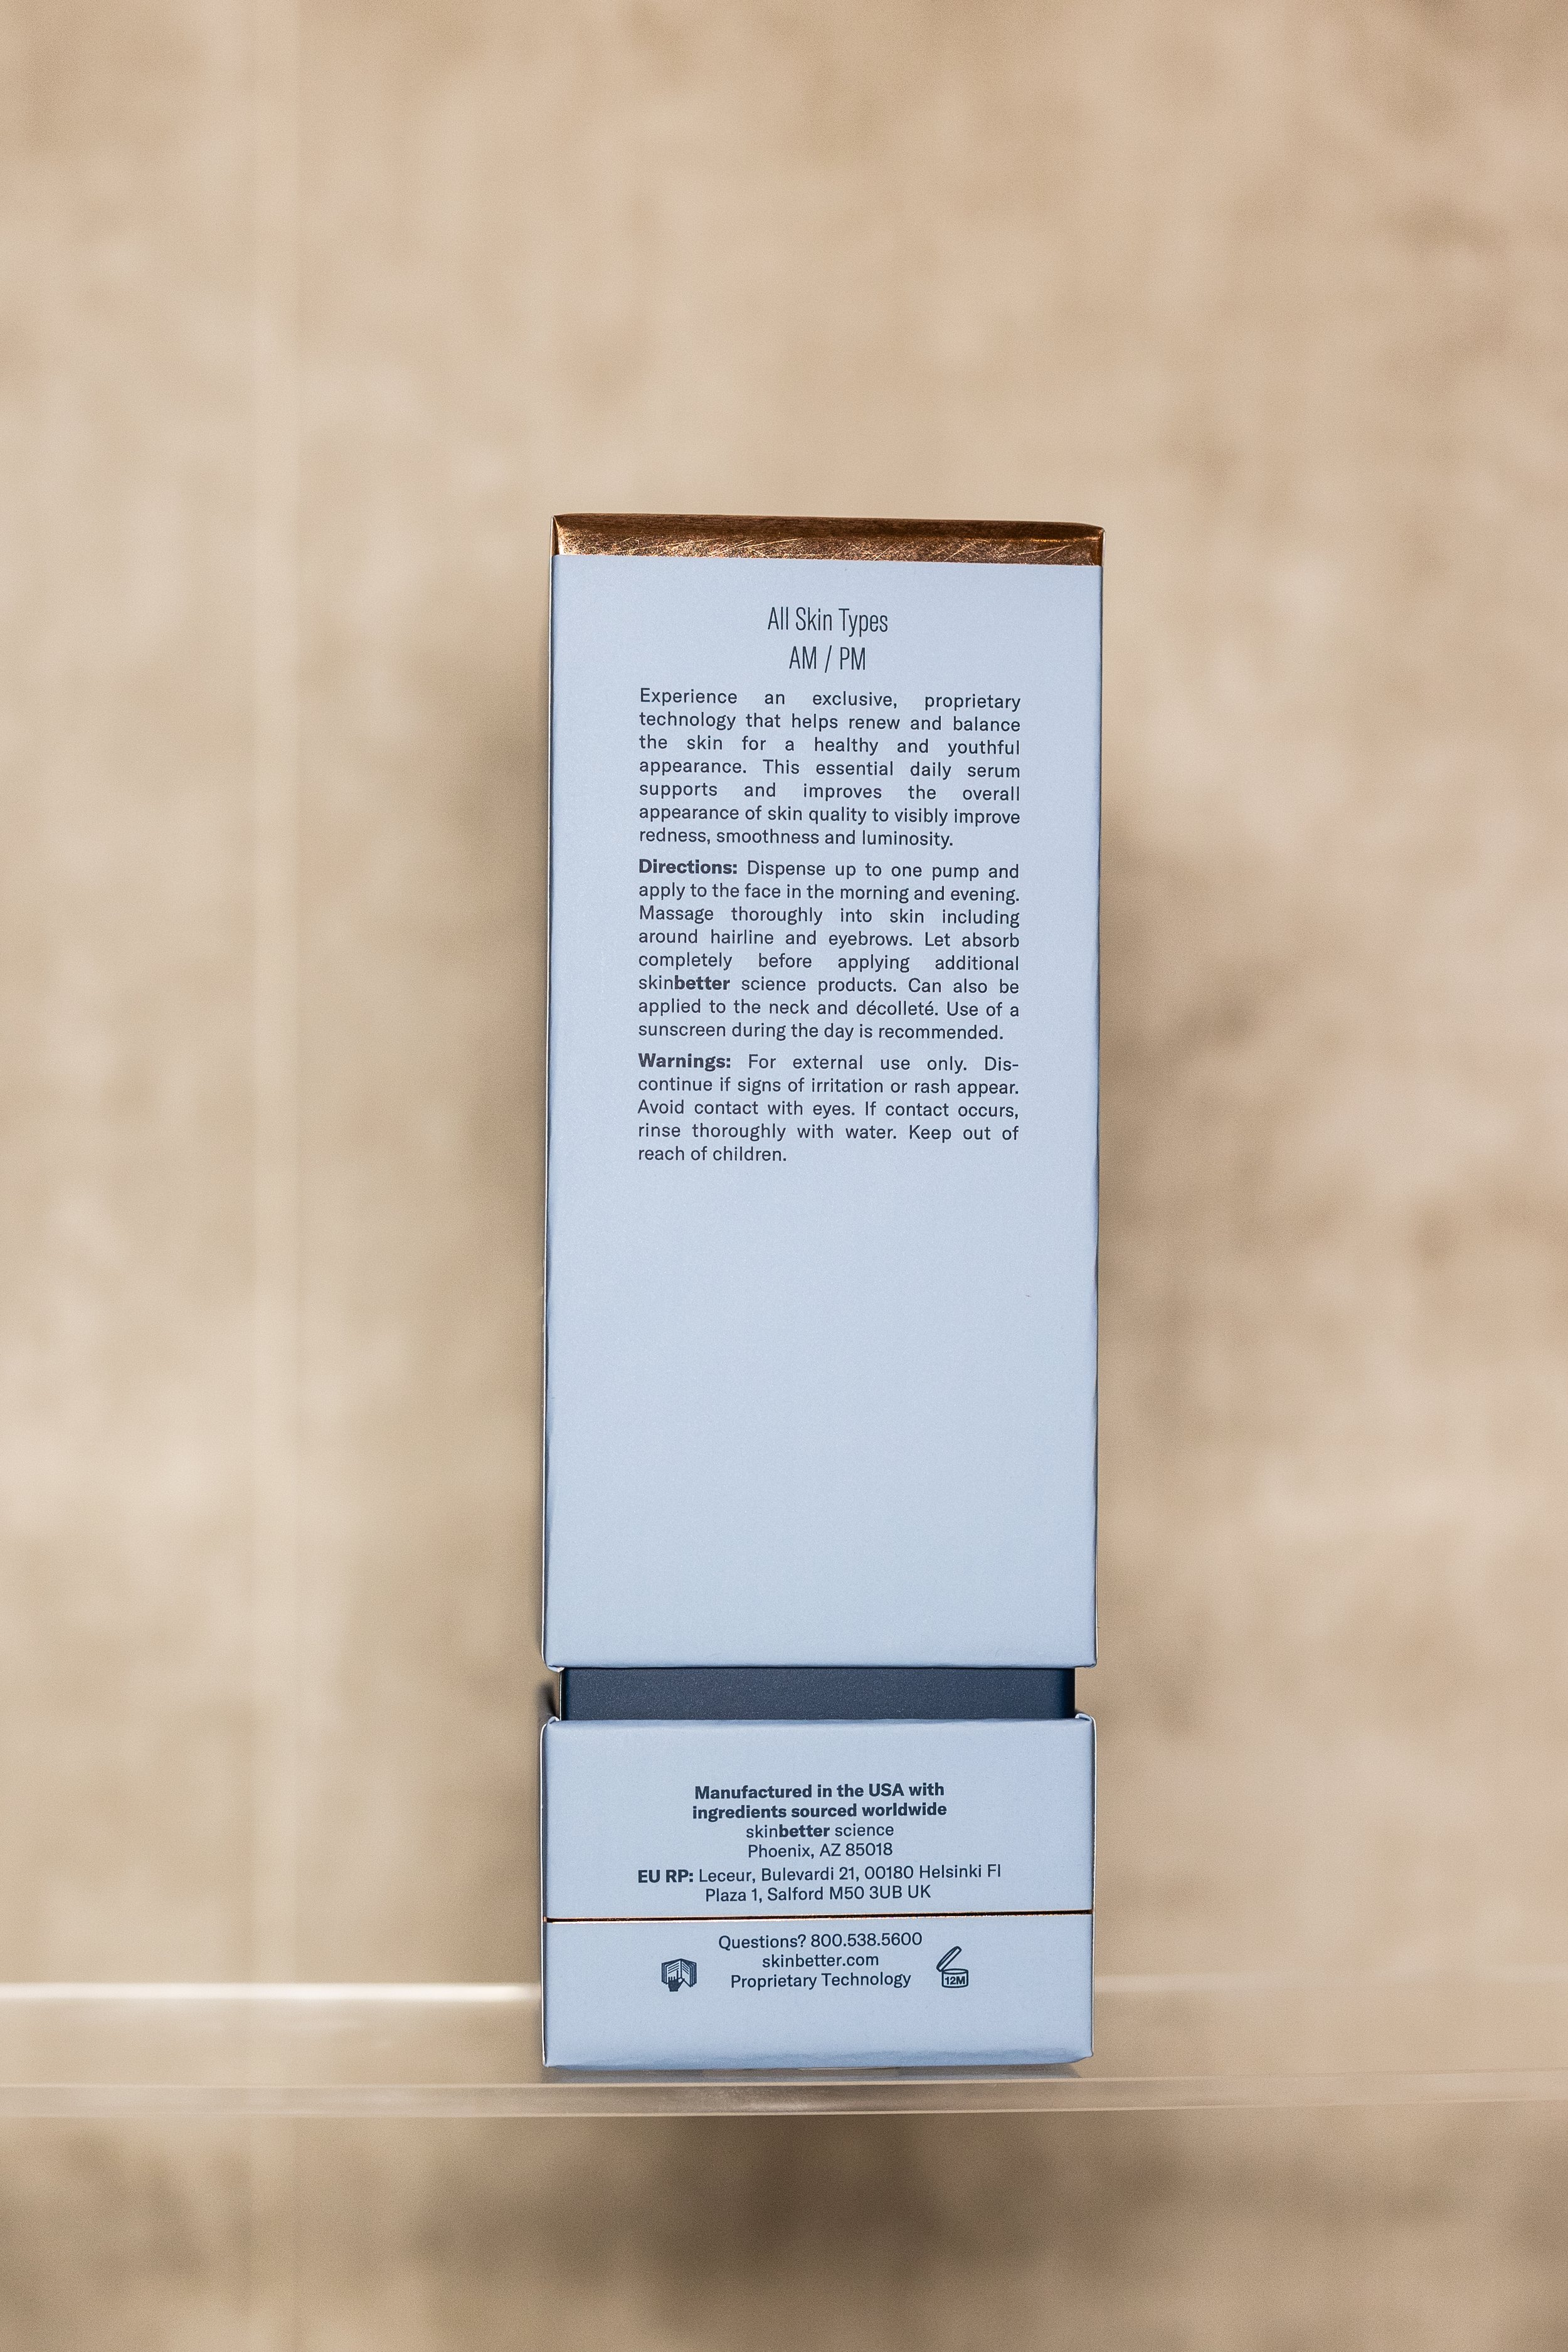 All Skin Types
AM / PM
Experience an exclusive, proprietary
technology that helps renew and balance
the skin for a healthy and youthful
appearance. This essential daily serum
supports and improves the overall
appearance of skin quality to visibly improve
redness, smoothness and luminosity.
Directions: Dispense up to one pump and
apply to the face in the morning and evening.
Massage thoroughly into skin including
around hairline and eyebrows. Let absorb
completely before applying additional
skinbetter science products. Can also be
applied to the neck and décolleté. Use of a
sunscreen during the day is recommended.
Warnings: For external use only. Dis-
continue if signs of irritation or rash appear.
Avoid contact with eyes. If contact occurs,
rinse thoroughly with water. Keep out of
reach of children.
Manufactured in the USA with
ingredients sourced worldwide
skinbetter science
Phoenix, AZ 85018
EU RP: Leceur, Bulevardi 21, 00180 Helsinki FI
Plaza 1, Salford M50 3UB UK
Questions? 800.538.5600
skinbetter.com
Proprietary Technology
12M